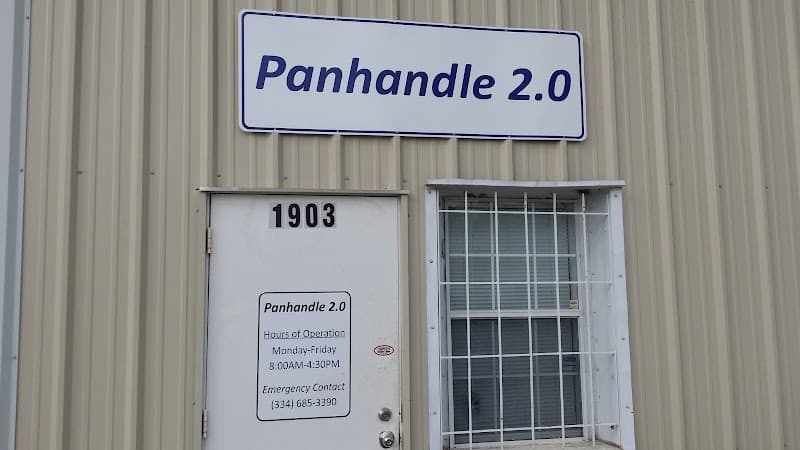 Panhandle 2.0
1903
Panhandle 2.0
Hours of Operation
Monday-Friday
8:00AM-4:30PM
Emergency Contact
(334) 685-3390